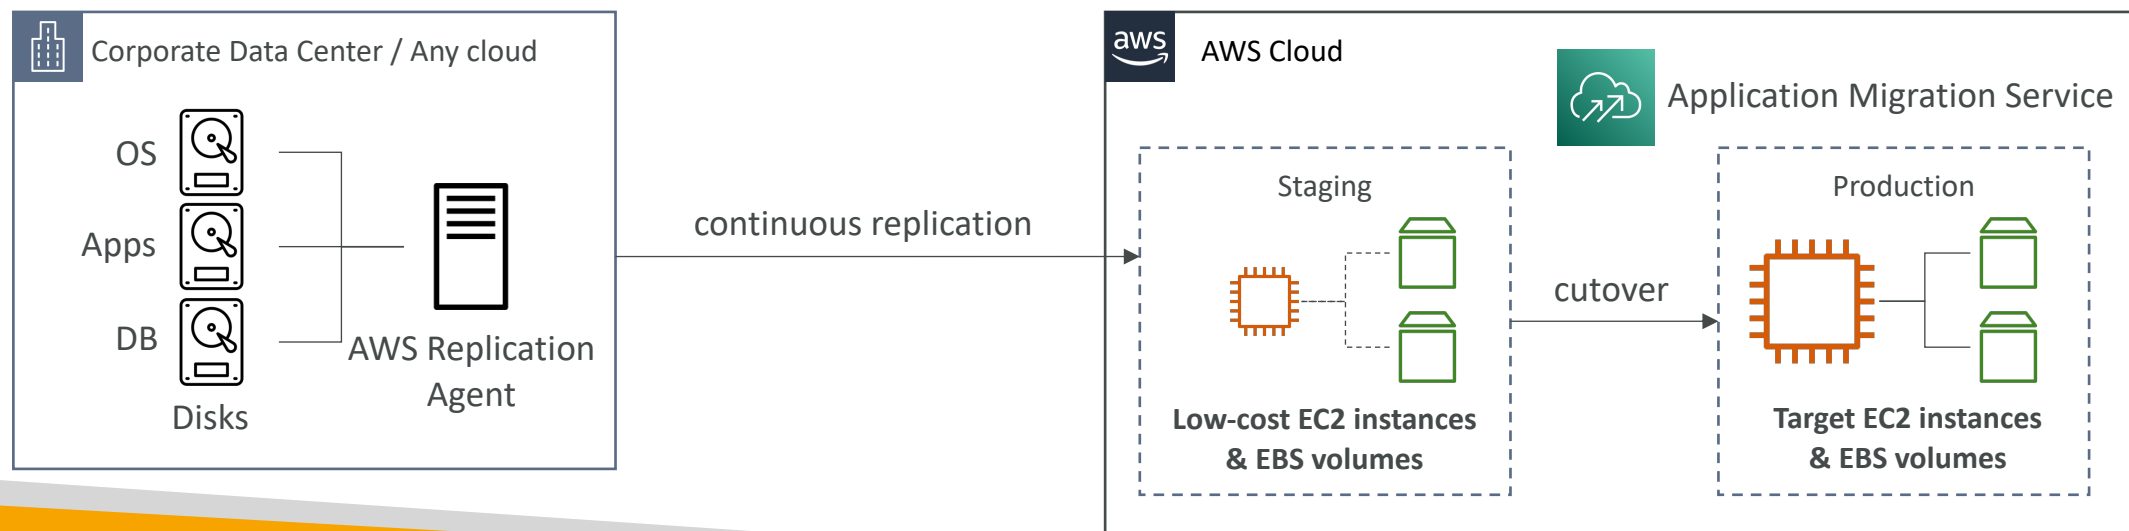 Corporate Data Center / Any cloud
OS
Apps
DB
Disks
AWS Replication
Agent
continuous replication
aws
AWS Cloud
Application Migration Service
Staging
Low-cost EC2 instances
& EBS volumes
cutover
Production
Target EC2 instances
& EBS volumes